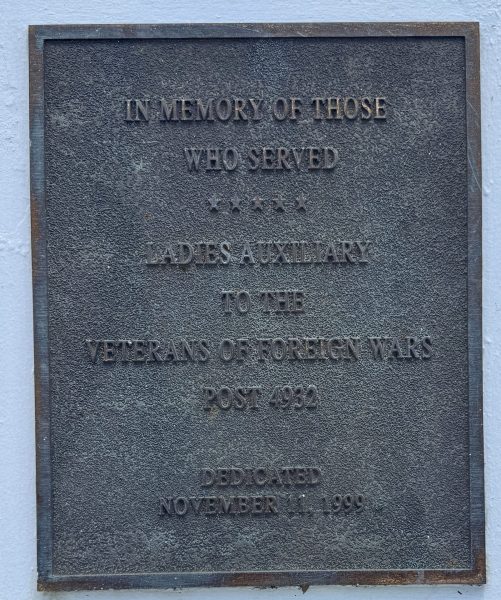 IN MEMORY OF THOSE
WHO SERVED
★★★★★
LADIES AUXILIARY
TO THE
VETERANS OF FOREIGN WARS
POST 4932
DEDICATED
NOVEMBER 11, 1999